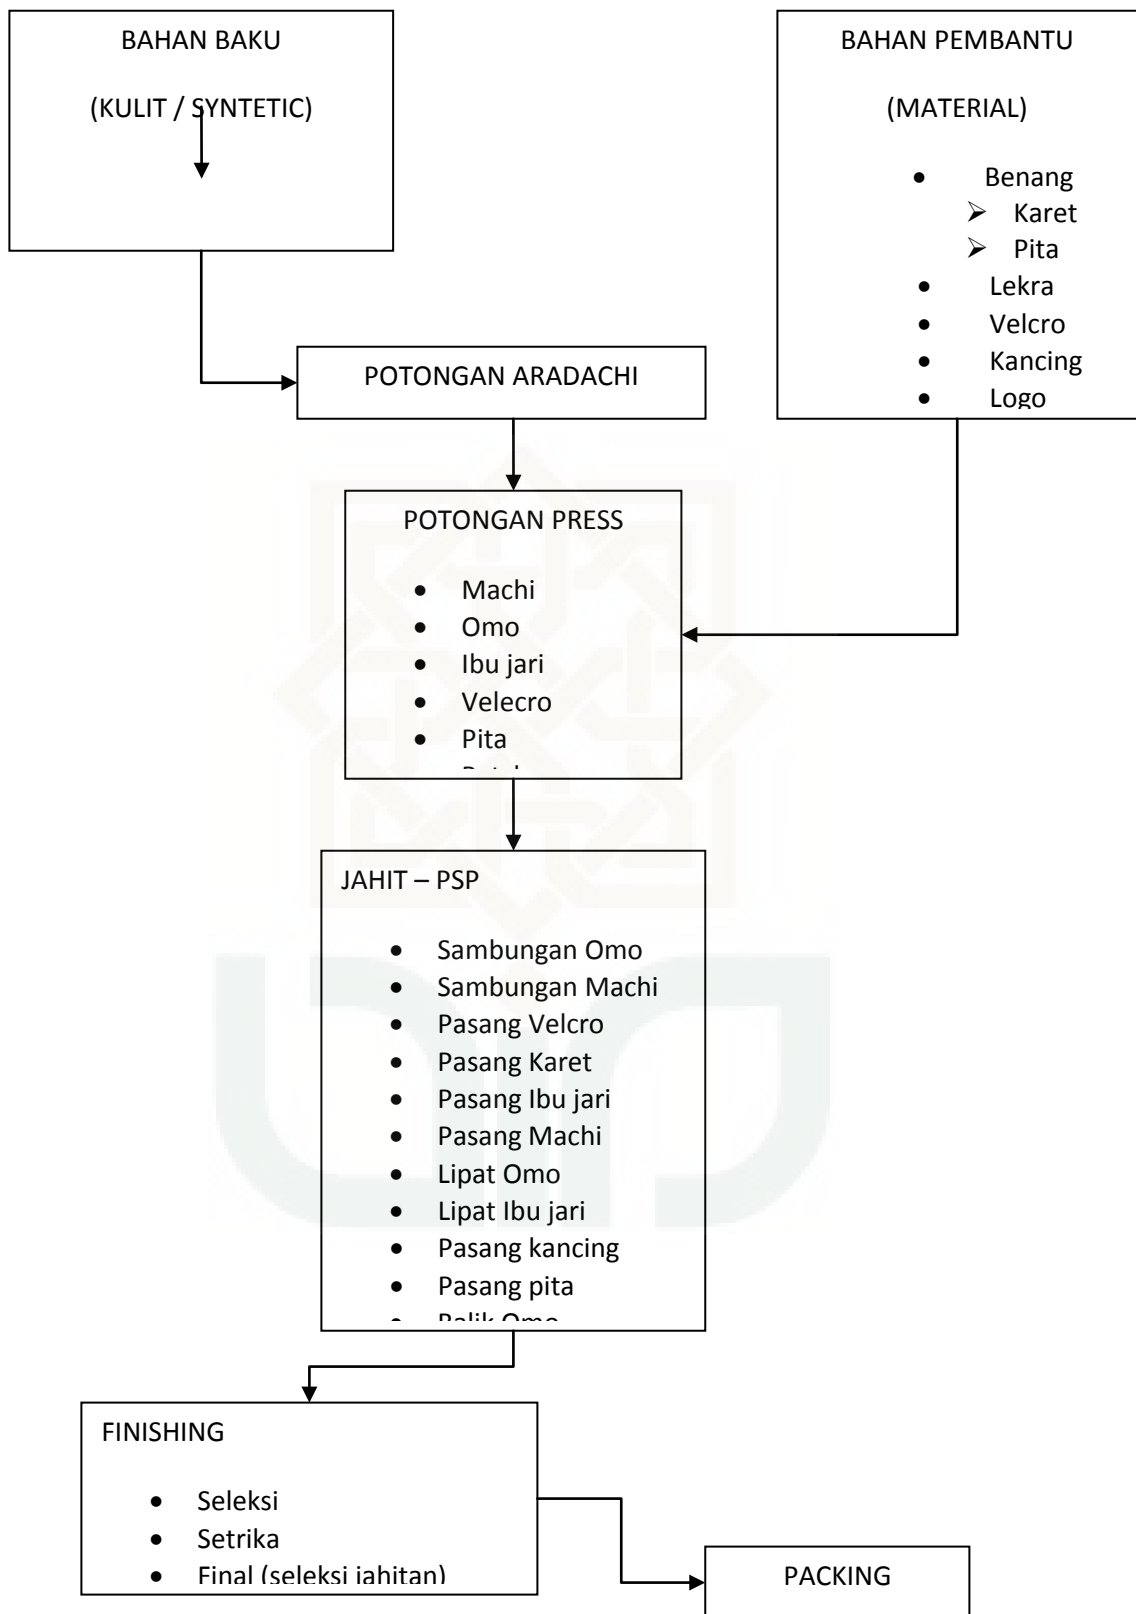 BAHAN BAKU
(KULIT / SYNTETIC)
BAHAN PEMBANTU
(MATERIAL)
• Benang
➢ Karet
➢ Pita
• Lekra
• Velcro
• Kancing
• Logo
POTONGAN ARADACHI
POTONGAN PRESS
• Machi
• Omo
• Ibu jari
• Velecro
• Pita
JAHIT – PSP
• Sambungan Omo
• Sambungan Machi
• Pasang Velcro
• Pasang Karet
• Pasang Ibu jari
• Pasang Machi
• Lipat Omo
• Lipat Ibu jari
• Pasang kancing
• Pasang pita
• Balik Omo
FINISHING
• Seleksi
• Setrika
• Final (seleksi jahitan)
PACKING